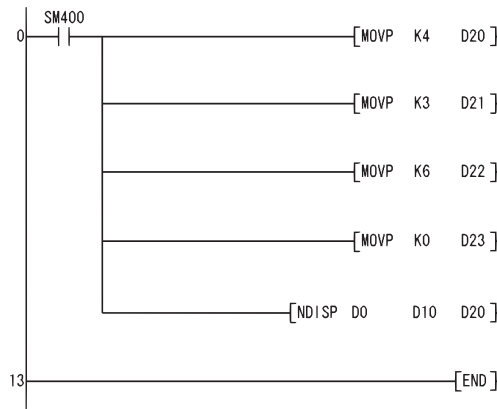 SM400
0 [MOVP K4 D20]
[MOVP K3 D21]
[MOVP K6 D22]
[MOVP K0 D23]
[NDISP D0 D10 D20]
13 [END]